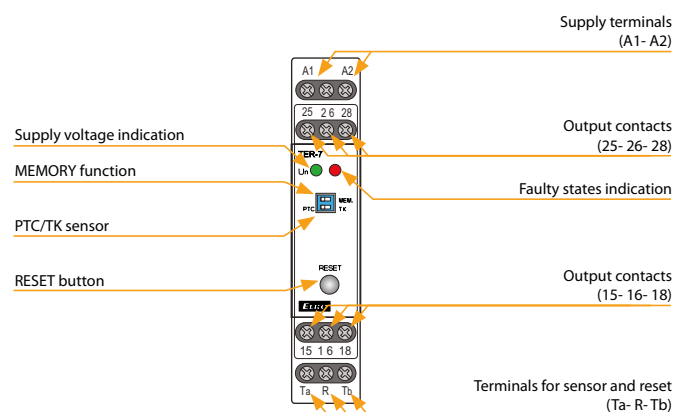 Supply terminals
(A1- A2)
A1 A2
25 26 28
Output contacts
(25- 26- 28)
Supply voltage indication
TER-7
Un
MEMORY function
Faulty states indication
MEM.
PTC TK
PTC/TK sensor
RESET
RESET button
Output contacts
(15- 16- 18)
15 16 18
Ta R Tb
Terminals for sensor and reset
(Ta- R- Tb)